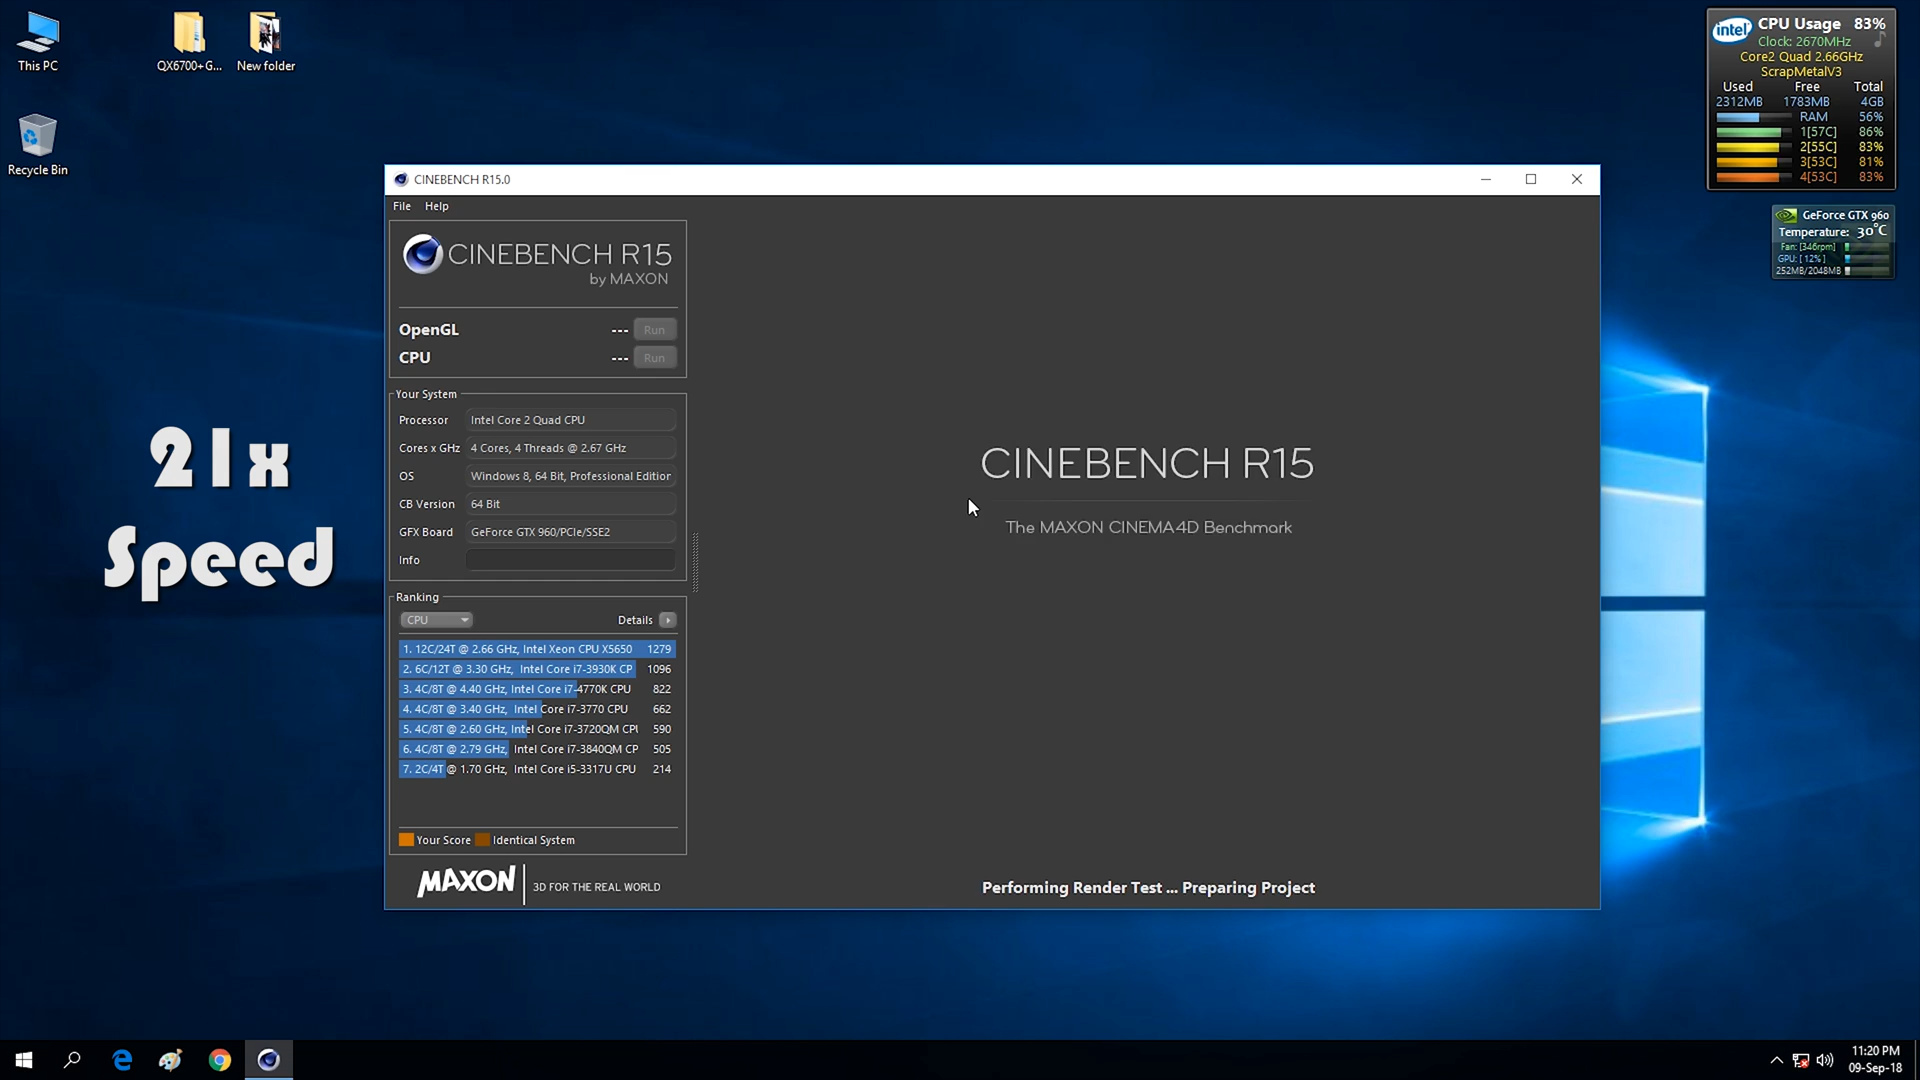 This PC
QX6700+G...
New folder
Recycle Bin
21x
Speed
CINEBENCH R15.0
File
Help
CINEBENCH R15
by MAXON
OpenGL --- Run
CPU --- Run
Your System
Processor Intel Core 2 Quad CPU
Cores x GHz 4 Cores, 4 Threads @ 2.67 GHz
OS Windows 8, 64 Bit, Professional Edition
CB Version 64 Bit
GFX Board GeForce GTX 960/PCIe/SSE2
Info
Ranking
CPU Details
1. 12C/24T @ 2.66 GHz, Intel Xeon CPU X5650 1279
2. 6C/12T @ 3.30 GHz, Intel Core i7-3930K CP 1096
3. 4C/8T @ 4.40 GHz, Intel Core i7-4770K CPU 822
4. 4C/8T @ 3.40 GHz, Intel Core i7-3770 CPU 662
5. 4C/8T @ 2.60 GHz, Intel Core i7-3720QM CPU 590
6. 4C/8T @ 2.79 GHz, Intel Core i7-3840QM CP 505
7. 2C/4T @ 1.70 GHz, Intel Core i5-3317U CPU 214
Your Score Identical System
MAXON 3D FOR THE REAL WORLD
CINEBENCH R15
The MAXON CINEMA4D Benchmark
Performing Render Test ... Preparing Project
intel CPU Usage 83%
Clock: 2670MHz
Core2 Quad 2.66GHz
ScrapMetalV3
Used Free Total
2312MB 1783MB 4GB
RAM 56%
1[57C] 86%
2[55C] 83%
3[53C] 81%
4[53C] 83%
GeForce GTX 960
Temperature: 30°C
Fan: [346rpm]
GPU: [ 12% ]
252MB/2048MB
11:20 PM
09-Sep-18